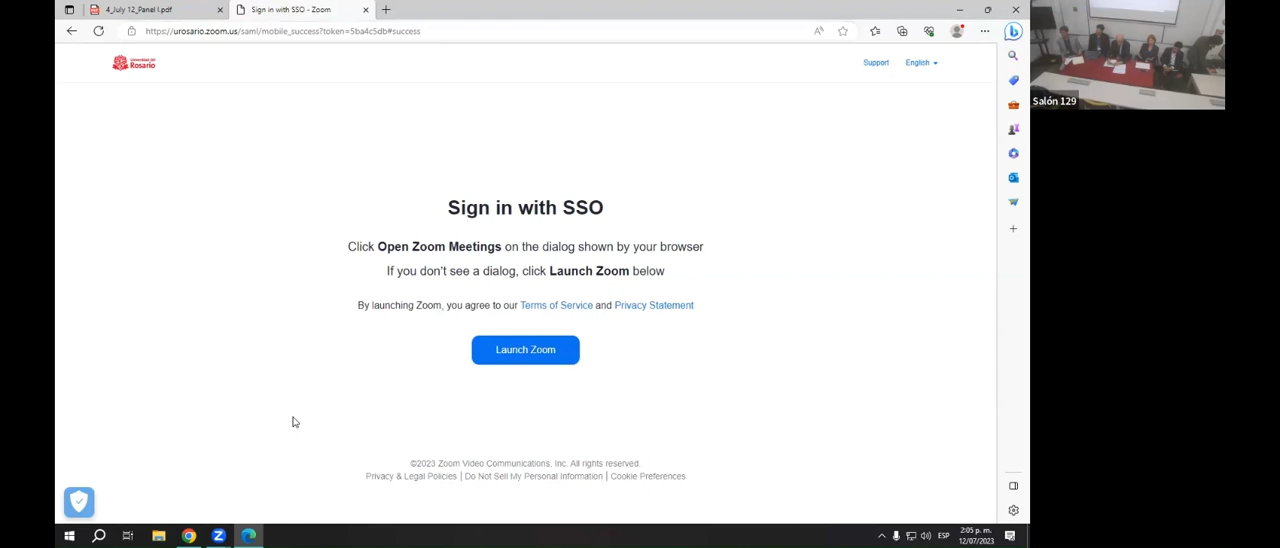 4_July 12_Panel I.pdf
Sign in with SSO - Zoom
https://urosario.zoom.us/saml/mobile_success?token=5ba4c5db#success
Rosario
Support
English
Salón 129
Sign in with SSO
Click Open Zoom Meetings on the dialog shown by your browser
If you don't see a dialog, click Launch Zoom below
By launching Zoom, you agree to our Terms of Service and Privacy Statement
Launch Zoom
©2023 Zoom Video Communications, Inc. All rights reserved.
Privacy & Legal Policies | Do Not Sell My Personal Information | Cookie Preferences
ESP
2:05 p. m.
12/07/2023